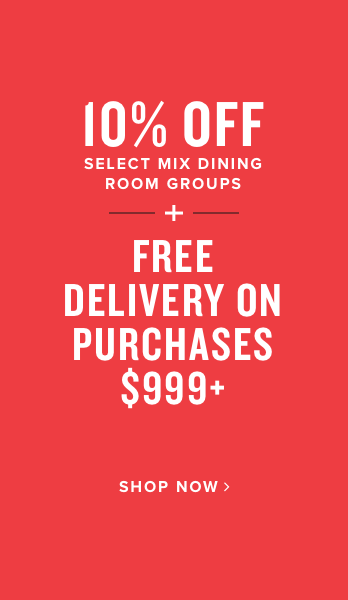 10% OFF
SELECT MIX DINING
ROOM GROUPS
+
FREE
DELIVERY ON
PURCHASES
$999+
SHOP NOW >